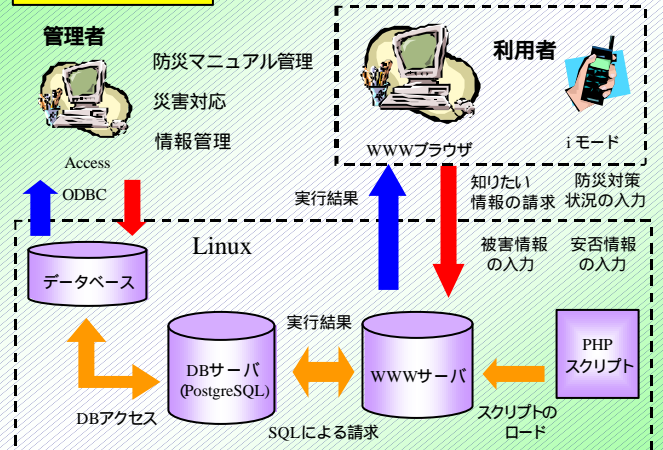 管理者
防災マニュアル管理
災害対応
情報管理
Access
ODBC
利用者
WWWブラウザ
i モード
実行結果
知りたい
情報の請求
防災対策
状況の入力
被害情報
の入力
安否情報
の入力
Linux
データベース
DBサーバ
(PostgreSQL)
実行結果
WWWサーバ
PHP
スクリプト
DBアクセス
SQLによる請求
スクリプトの
ロード